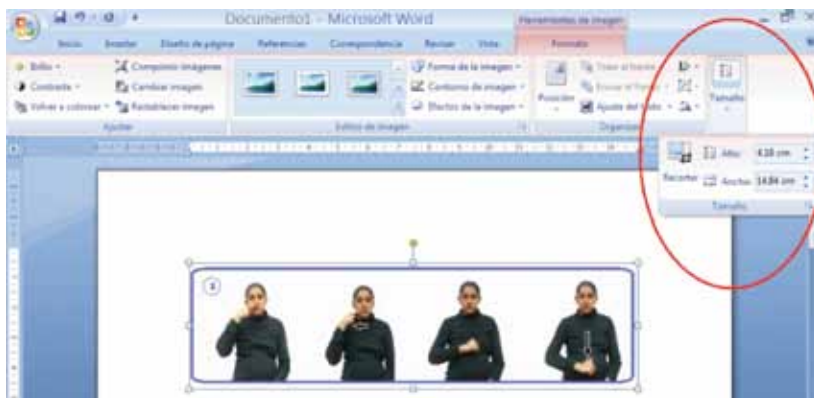 Documento1 - Microsoft Word
Herramientas de imagen
Inicio Insertar Diseño de página Referencias Correspondencia Revisar Vista Formato
Brillo Comprimir imágenes Forma de la imagen Traer al frente
Contraste Cambiar imagen Contorno de imagen Enviar al fondo
Volver a colorear Restablecer imagen Efectos de la imagen Posición Ajuste del texto Tamaño
Ajustar Estilos de imagen Organizar
Alto: 4.18 cm
Recortar Ancho: 14.84 cm
Tamaño